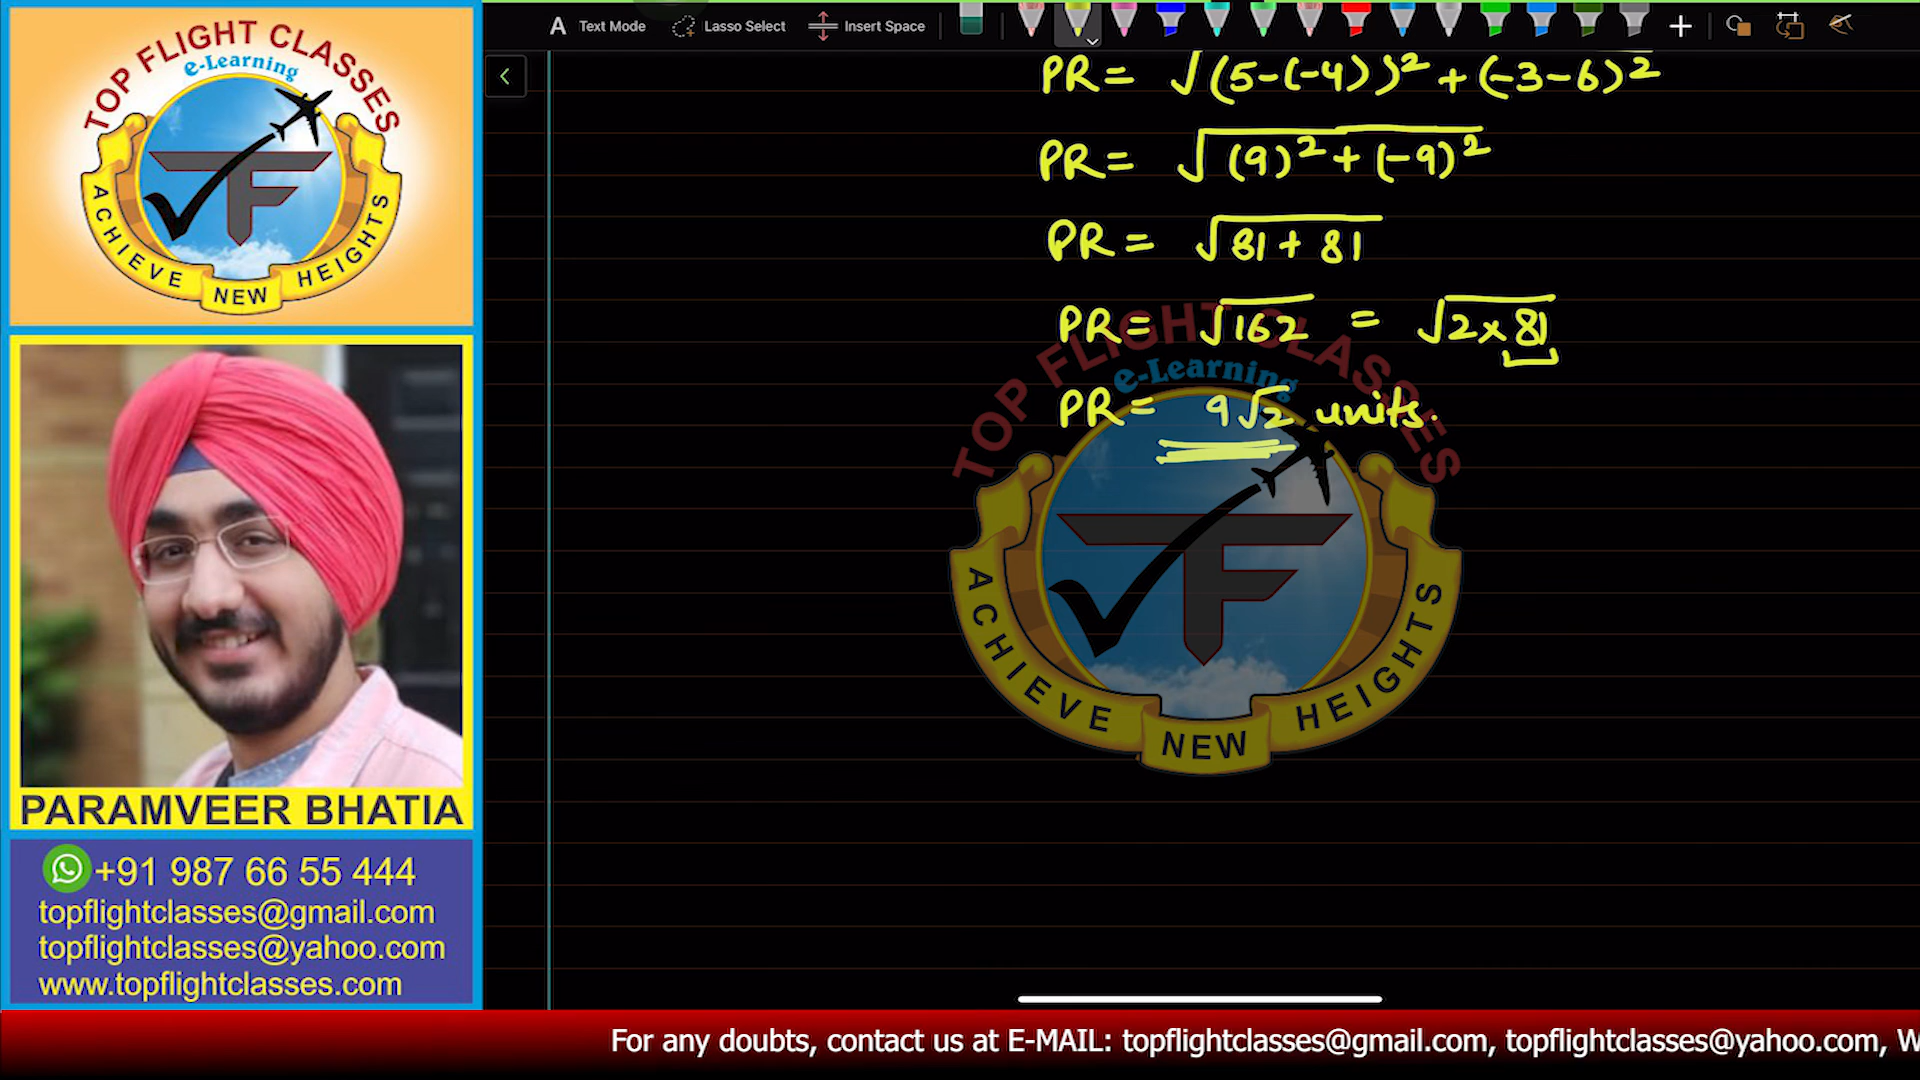 TOP FLIGHT CLASSES
e-Learning
TF
ACHIEVE NEW HEIGHTS
PARAMVEER BHATIA
+91 987 66 55 444
topflightclasses@gmail.com
topflightclasses@yahoo.com
www.topflightclasses.com
A Text Mode Lasso Select Insert Space
PR = √(5-(-4))² + (-3-6)²
PR = √(9)² + (-9)²
PR = √81 + 81
PR = √162 = √2×81
PR = 9√2 units.
TOP FLIGHT CLASSES
e-Learning
TF
ACHIEVE NEW HEIGHTS
For any doubts, contact us at E-MAIL: topflightclasses@gmail.com, topflightclasses@yahoo.com, W